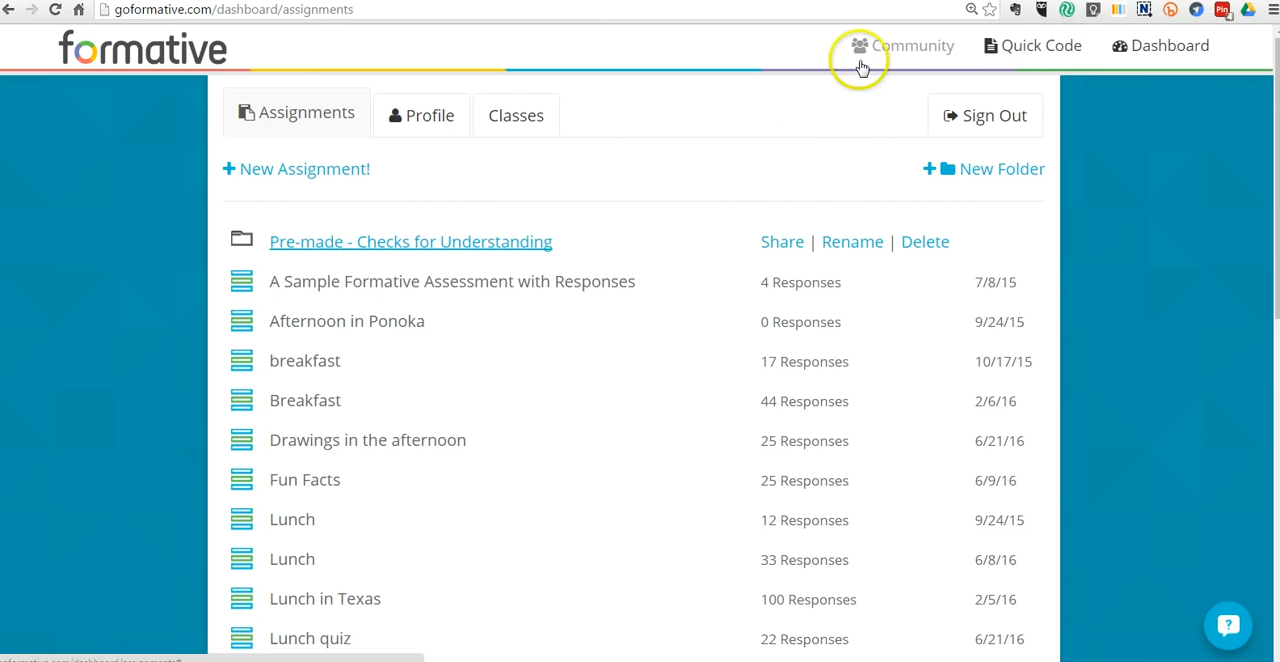 goformative.com/dashboard/assignments
formative
Community
Quick Code
Dashboard
Assignments
Profile
Classes
Sign Out
+ New Assignment!
+ New Folder
Pre-made - Checks for Understanding
Share | Rename | Delete
A Sample Formative Assessment with Responses 4 Responses 7/8/15
Afternoon in Ponoka 0 Responses 9/24/15
breakfast 17 Responses 10/17/15
Breakfast 44 Responses 2/6/16
Drawings in the afternoon 25 Responses 6/21/16
Fun Facts 25 Responses 6/9/16
Lunch 12 Responses 9/24/15
Lunch 33 Responses 6/8/16
Lunch in Texas 100 Responses 2/5/16
Lunch quiz 22 Responses 6/21/16